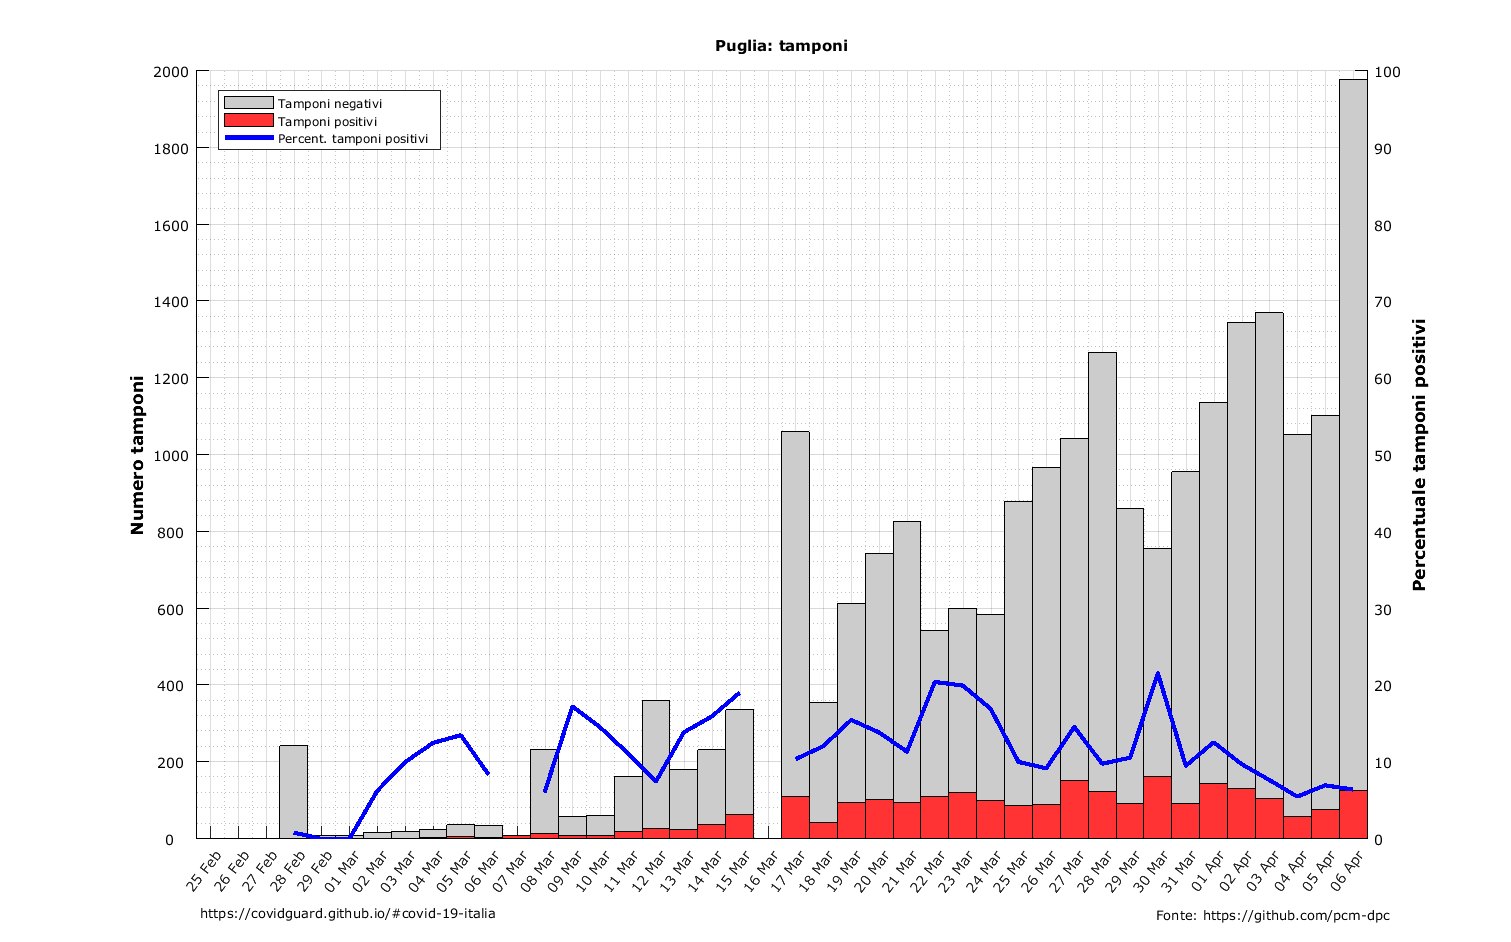 Puglia: tamponi
Tamponi negativi
Tamponi positivi
Percent. tamponi positivi
Numero tamponi
2000
1800
1600
1400
1200
1000
800
600
400
200
0
100
90
80
70
60
50
40
30
20
10
0
Percentuale tamponi positivi
25 Feb
26 Feb
27 Feb
28 Feb
29 Feb
01 Mar
02 Mar
03 Mar
04 Mar
05 Mar
06 Mar
07 Mar
08 Mar
09 Mar
10 Mar
11 Mar
12 Mar
13 Mar
14 Mar
15 Mar
16 Mar
17 Mar
18 Mar
19 Mar
20 Mar
21 Mar
22 Mar
23 Mar
24 Mar
25 Mar
26 Mar
27 Mar
28 Mar
29 Mar
30 Mar
31 Mar
01 Apr
02 Apr
03 Apr
04 Apr
05 Apr
06 Apr
https://covidguard.github.io/#covid-19-italia
Fonte: https://github.com/pcm-dpc